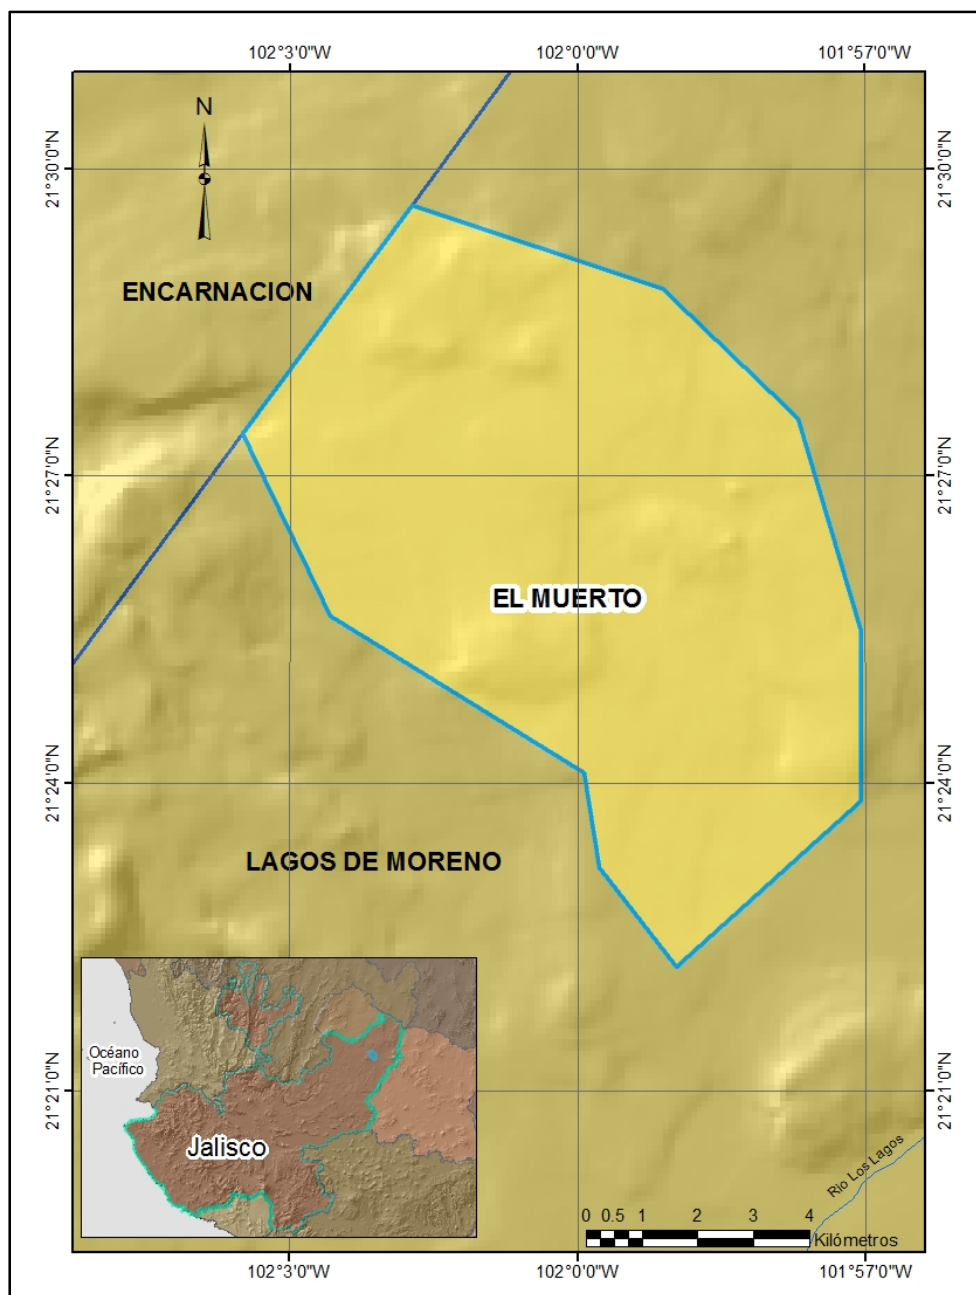 102°3'0"W 102°0'0"W 101°57'0"W
N
21°30'0"N 21°30'0"N
ENCARNACION
21°27'0"N 21°27'0"N
EL MUERTO
21°24'0"N 21°24'0"N
LAGOS DE MORENO
Océano
Pacífico
Jalisco
21°21'0"N 21°21'0"N
Rio Los Lagos
0 0.5 1 2 3 4
Kilómetros
102°3'0"W 102°0'0"W 101°57'0"W